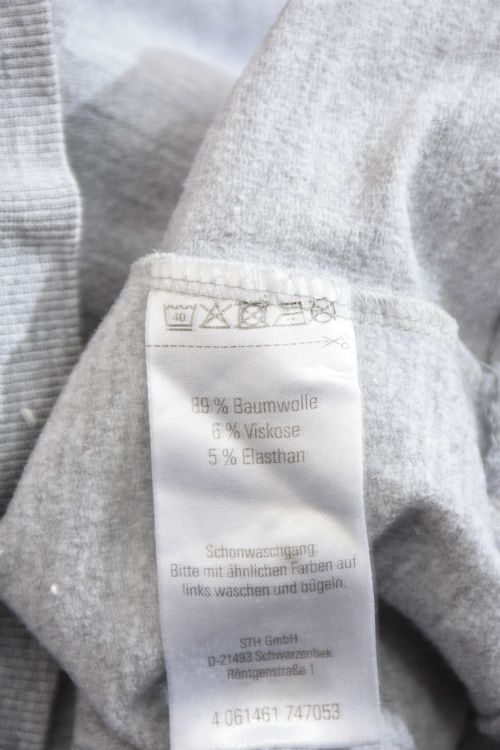 40
89 % Baumwolle
6 % Viskose
5 % Elasthan
Schonwaschgang.
Bitte mit ähnlichen Farben auf
links waschen und bügeln.
STH GmbH
D-21493 Schwarzenbek
Röntgenstraße 1
4 061461 747053